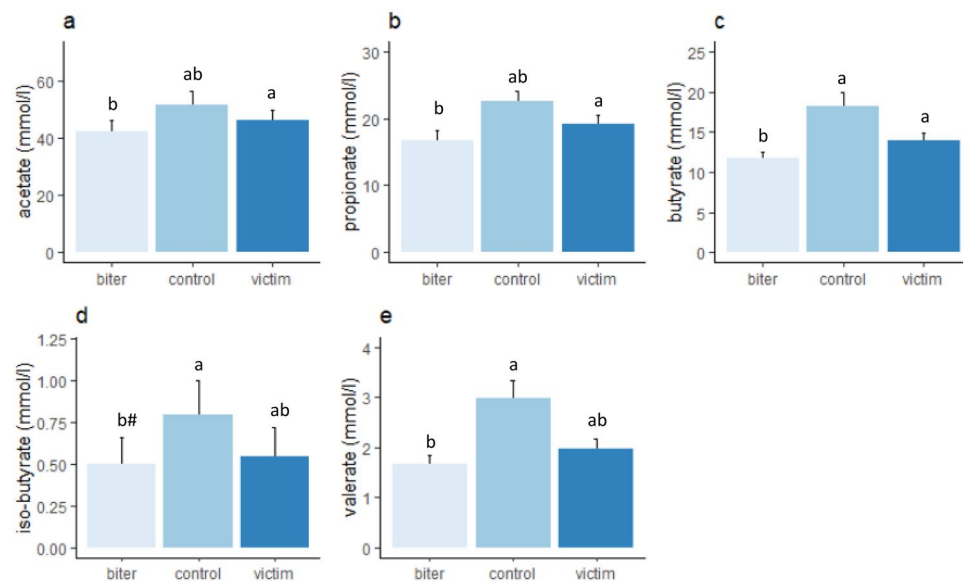 a
acetate (mmol/l)
60
40
20
0
b
ab
a
biter control victim
b
propionate (mmol/l)
30
20
10
0
b
ab
a
biter control victim
c
butyrate (mmol/l)
25
20
15
10
5
0
b
a
a
biter control victim
d
iso-butyrate (mmol/l)
1.25
1.00
0.75
0.50
0.25
0.00
b#
a
ab
biter control victim
e
valerate (mmol/l)
4
3
2
1
0
b
a
ab
biter control victim